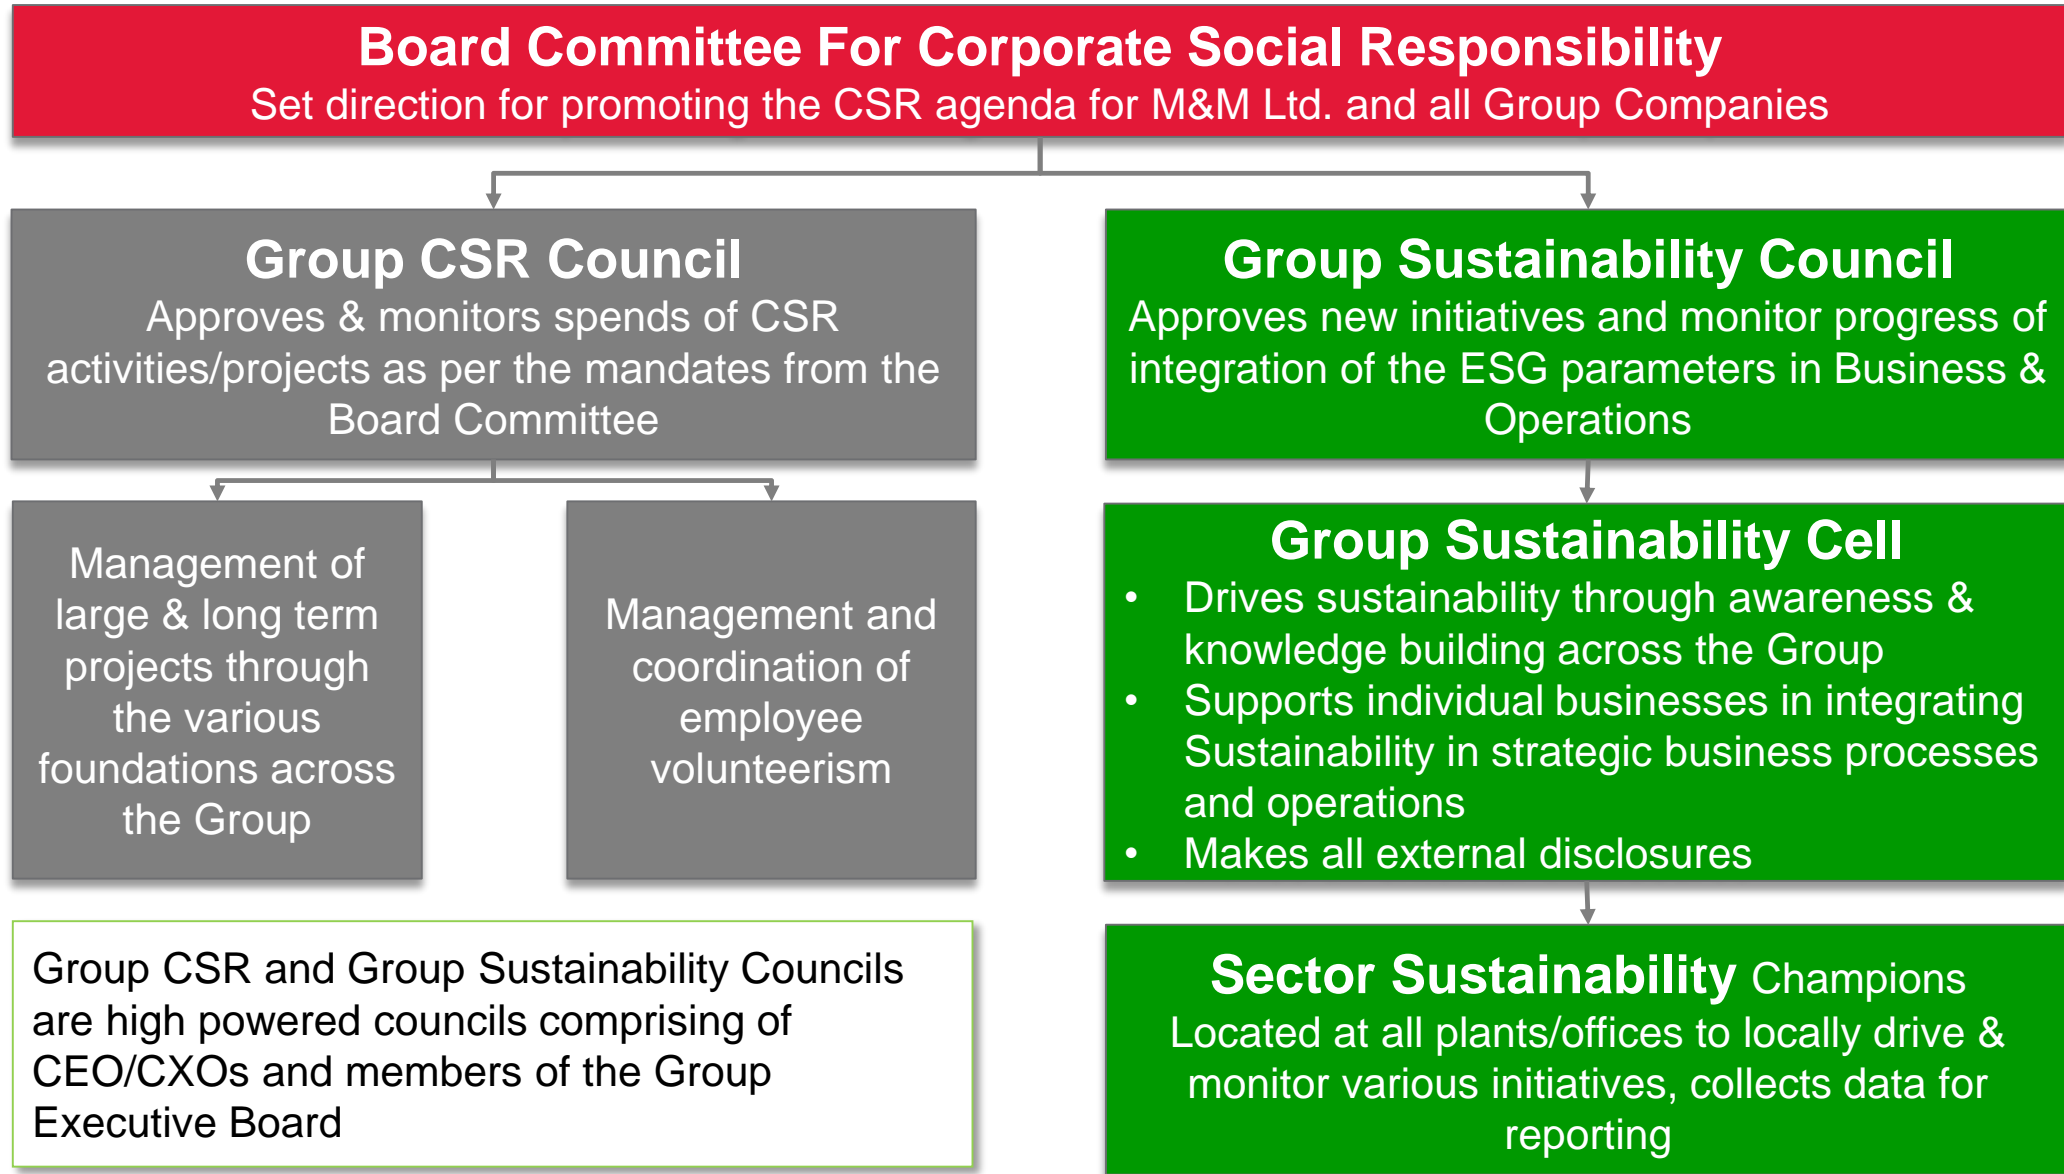 Board Committee For Corporate Social Responsibility
Set direction for promoting the CSR agenda for M&M Ltd. and all Group Companies
Group CSR Council
Approves & monitors spends of CSR
activities/projects as per the mandates from the
Board Committee
Group Sustainability Council
Approves new initiatives and monitor progress of
integration of the ESG parameters in Business &
Operations
Management of
large & long term
projects through
the various
foundations across
the Group
Management and
coordination of
employee
volunteerism
Group Sustainability Cell
• Drives sustainability through awareness &
knowledge building across the Group
• Supports individual businesses in integrating
Sustainability in strategic business processes
and operations
• Makes all external disclosures
Group CSR and Group Sustainability Councils
are high powered councils comprising of
CEO/CXOs and members of the Group
Executive Board
Sector Sustainability Champions
Located at all plants/offices to locally drive &
monitor various initiatives, collects data for
reporting